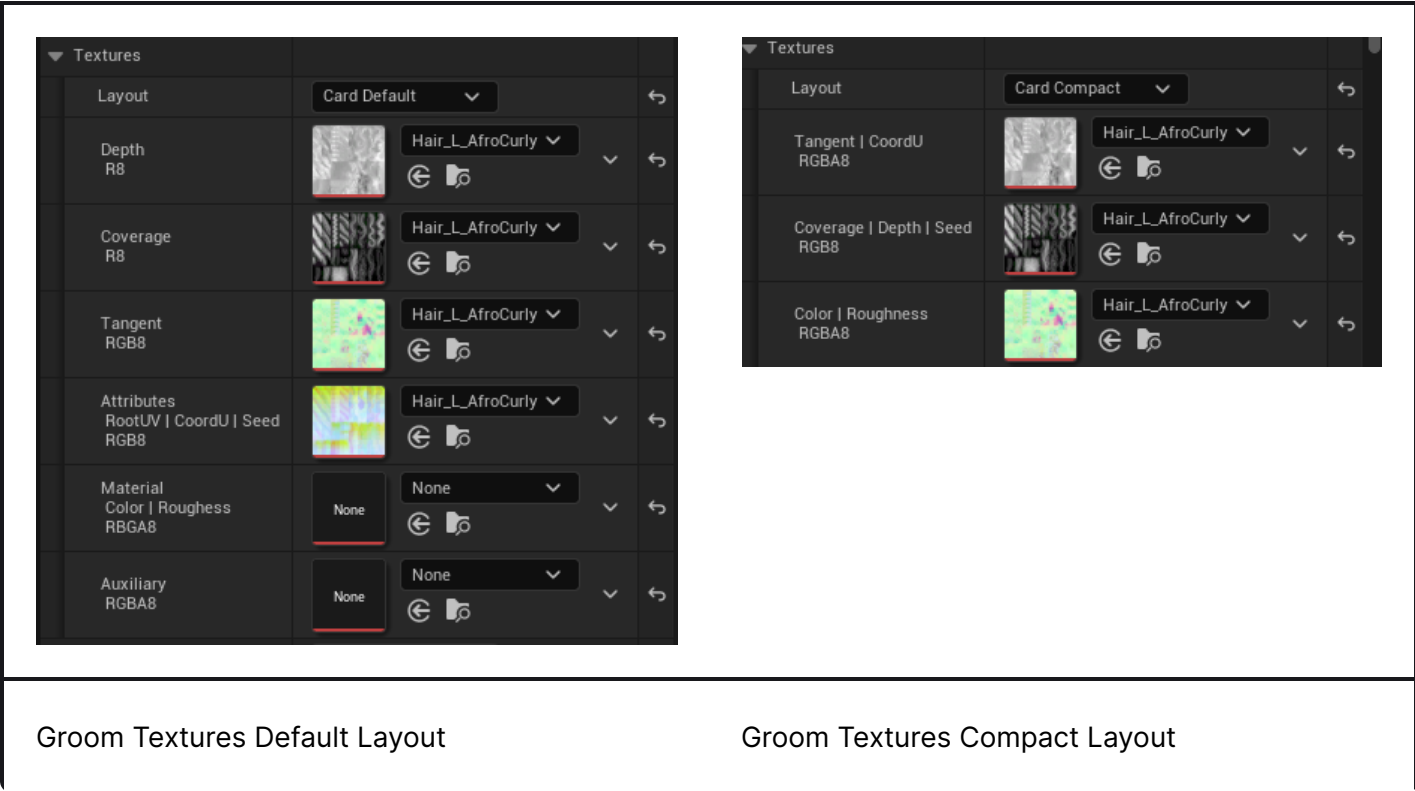 Textures
Layout
Card Default
Depth
R8
Hair_L_AfroCurly
Coverage
R8
Hair_L_AfroCurly
Tangent
RGB8
Hair_L_AfroCurly
Attributes
RootUV | CoordU | Seed
RGB8
Hair_L_AfroCurly
Material
Color | Roughess
RBGA8
None
None
Auxiliary
RGBA8
None
None
Textures
Layout
Card Compact
Tangent | CoordU
RGBA8
Hair_L_AfroCurly
Coverage | Depth | Seed
RGB8
Hair_L_AfroCurly
Color | Roughness
RGBA8
Hair_L_AfroCurly
Groom Textures Default Layout
Groom Textures Compact Layout